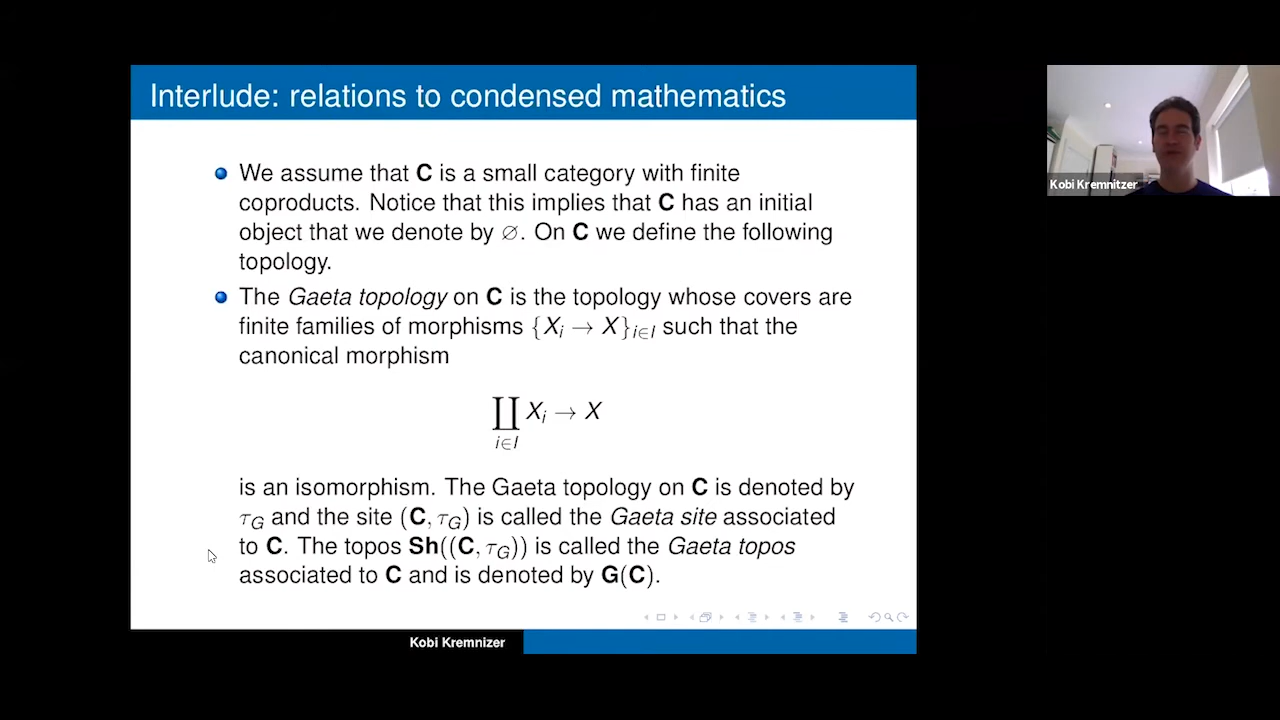 Interlude: relations to condensed mathematics
We assume that C is a small category with finite
coproducts. Notice that this implies that C has an initial
object that we denote by ∅. On C we define the following
topology.
The Gaeta topology on C is the topology whose covers are
finite families of morphisms {X_i → X}_{i∈I} such that the
canonical morphism
∐ X_i → X
i∈I
is an isomorphism. The Gaeta topology on C is denoted by
τ_G and the site (C, τ_G) is called the Gaeta site associated
to C. The topos Sh((C, τ_G)) is called the Gaeta topos
associated to C and is denoted by G(C).
Kobi Kremnizer
Kobi Kremnitzer